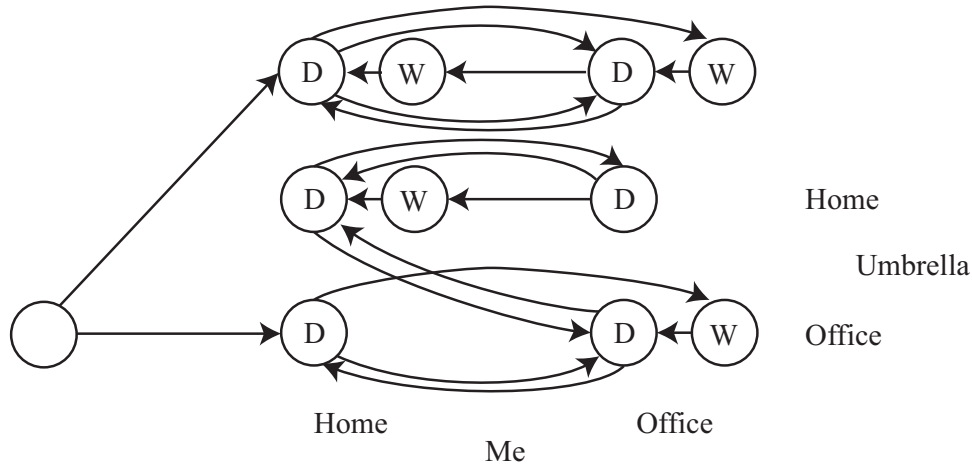 D W D W
D W D
Home
Umbrella
D D W
Office
Home Office
Me